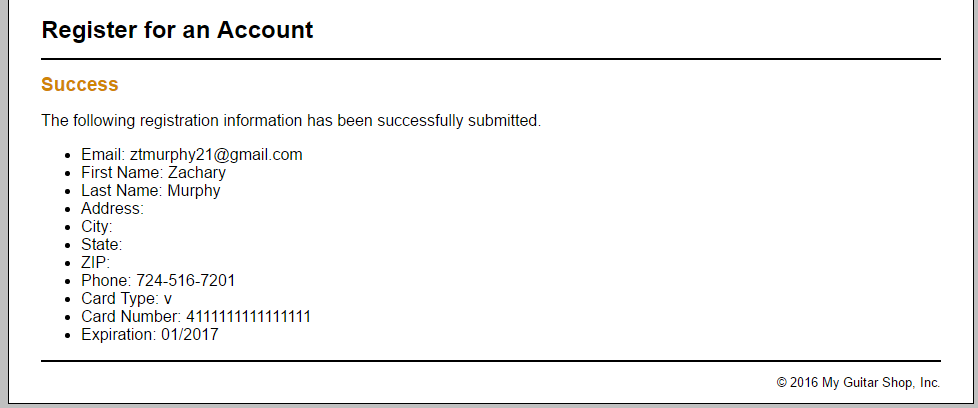 Register for an Account
Success
The following registration information has been successfully submitted.
Email: ztmurphy21@gmail.com
First Name: Zachary
Last Name: Murphy
Address:
City:
State:
ZIP:
Phone: 724-516-7201
Card Type: v
Card Number: 4111111111111111
Expiration: 01/2017
© 2016 My Guitar Shop, Inc.